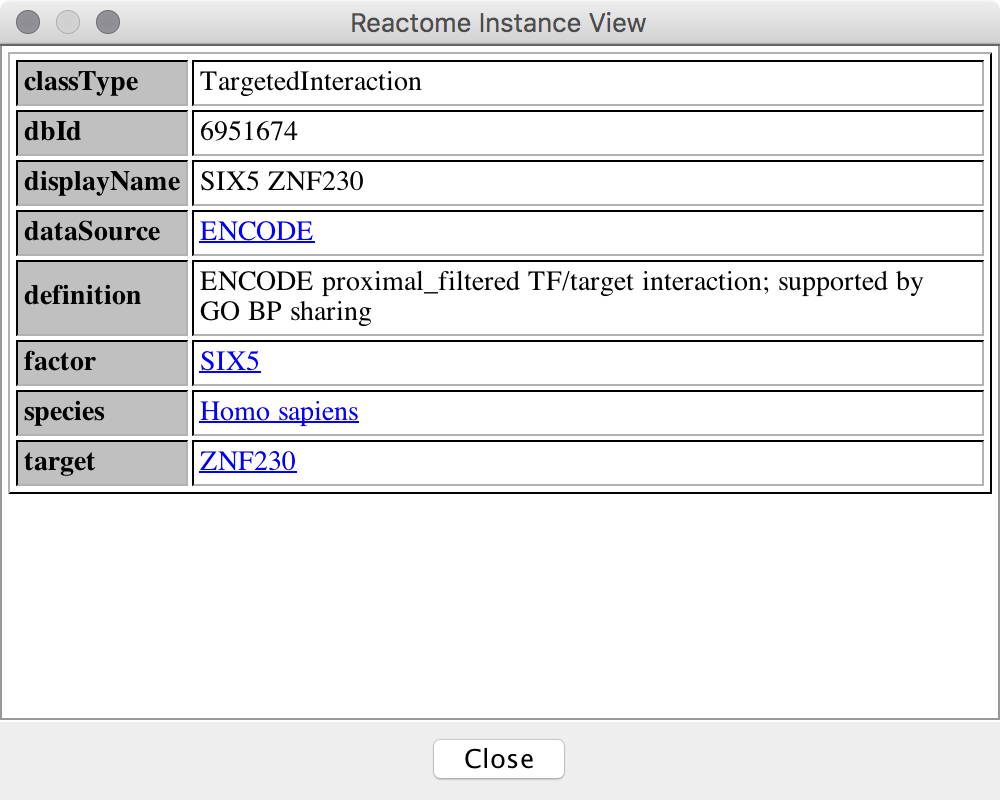 Reactome Instance View
classType TargetedInteraction
dbId 6951674
displayName SIX5 ZNF230
dataSource ENCODE
definition ENCODE proximal_filtered TF/target interaction; supported by
GO BP sharing
factor SIX5
species Homo sapiens
target ZNF230
Close